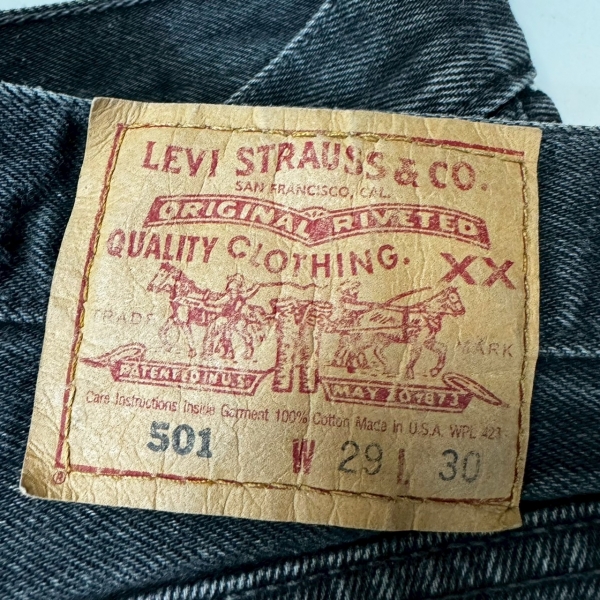 LEVI STRAUSS & CO.
SAN FRANCISCO, CAL.
ORIGINAL RIVETED
QUALITY CLOTHING. XX
TRADE MARK
PATENTED IN U.S. MAY 20 1873
Care Instructions Inside Garment 100% Cotton Made in U.S.A. WPL 423
501 W 29 L 30
®